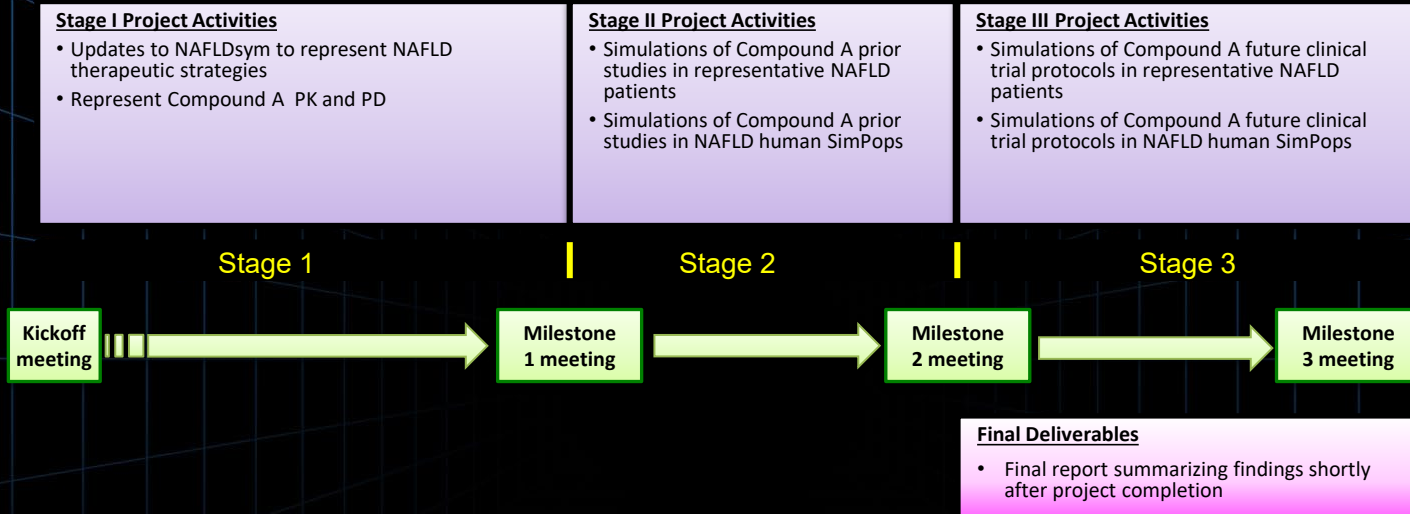 Stage I Project Activities
• Updates to NAFLDsym to represent NAFLD
therapeutic strategies
• Represent Compound A PK and PD
Stage II Project Activities
• Simulations of Compound A prior
studies in representative NAFLD
patients
• Simulations of Compound A prior
studies in NAFLD human SimPops
Stage III Project Activities
• Simulations of Compound A future clinical
trial protocols in representative NAFLD
patients
• Simulations of Compound A future clinical
trial protocols in NAFLD human SimPops
Stage 1
Stage 2
Stage 3
Kickoff
meeting
Milestone
1 meeting
Milestone
2 meeting
Milestone
3 meeting
Final Deliverables
• Final report summarizing findings shortly
after project completion